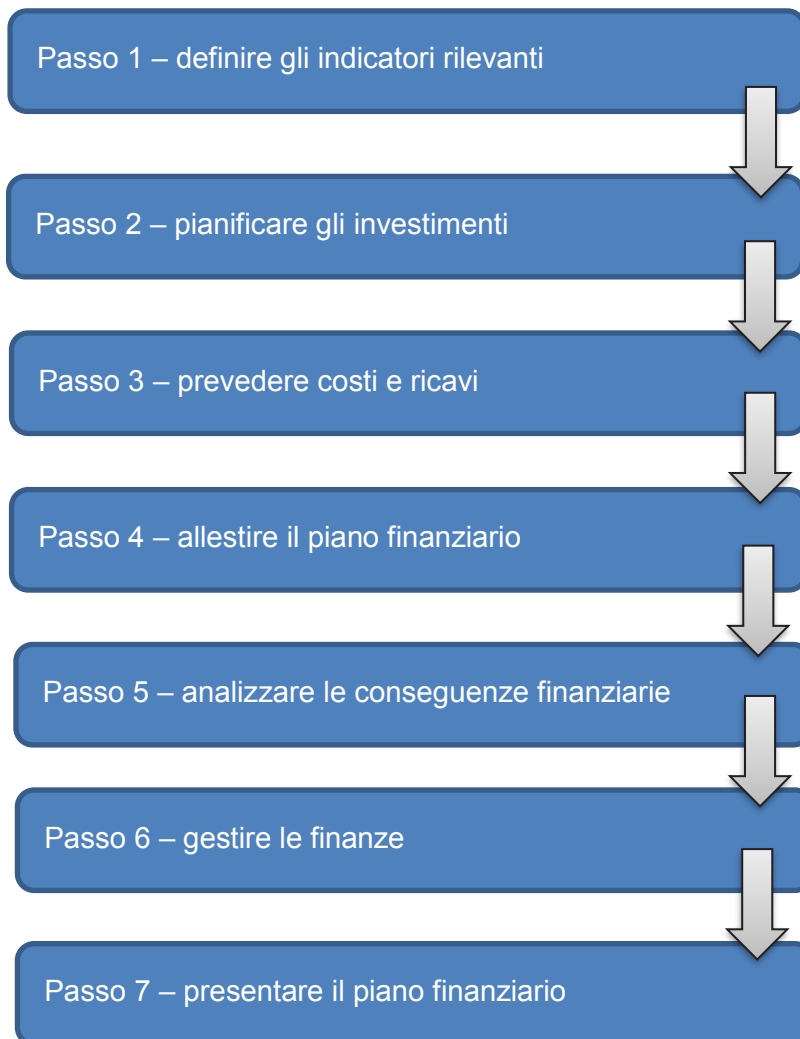 Passo 1 – definire gli indicatori rilevanti
Passo 2 – pianificare gli investimenti
Passo 3 – prevedere costi e ricavi
Passo 4 – allestire il piano finanziario
Passo 5 – analizzare le conseguenze finanziarie
Passo 6 – gestire le finanze
Passo 7 – presentare il piano finanziario